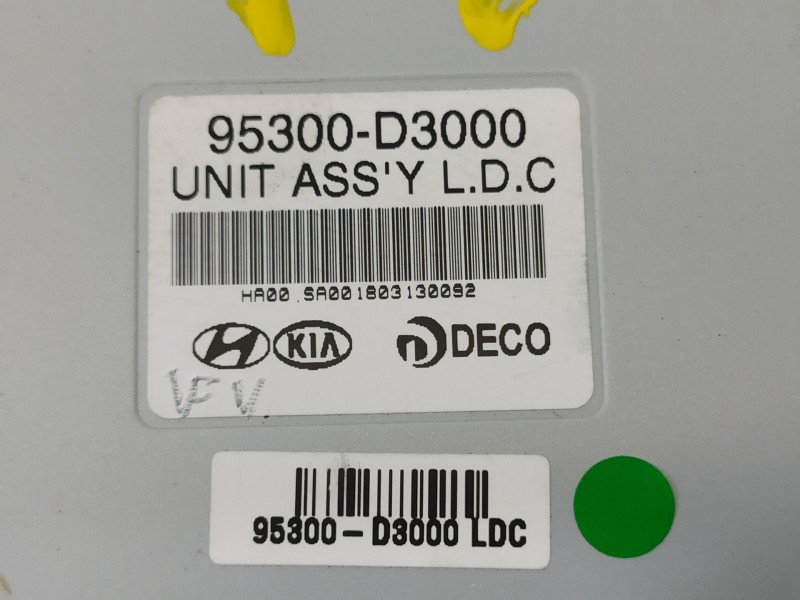 95300-D3000
UNIT ASS'Y L.D.C
HA00 SA001803130092
KIA DECO
95300-D3000 LDC